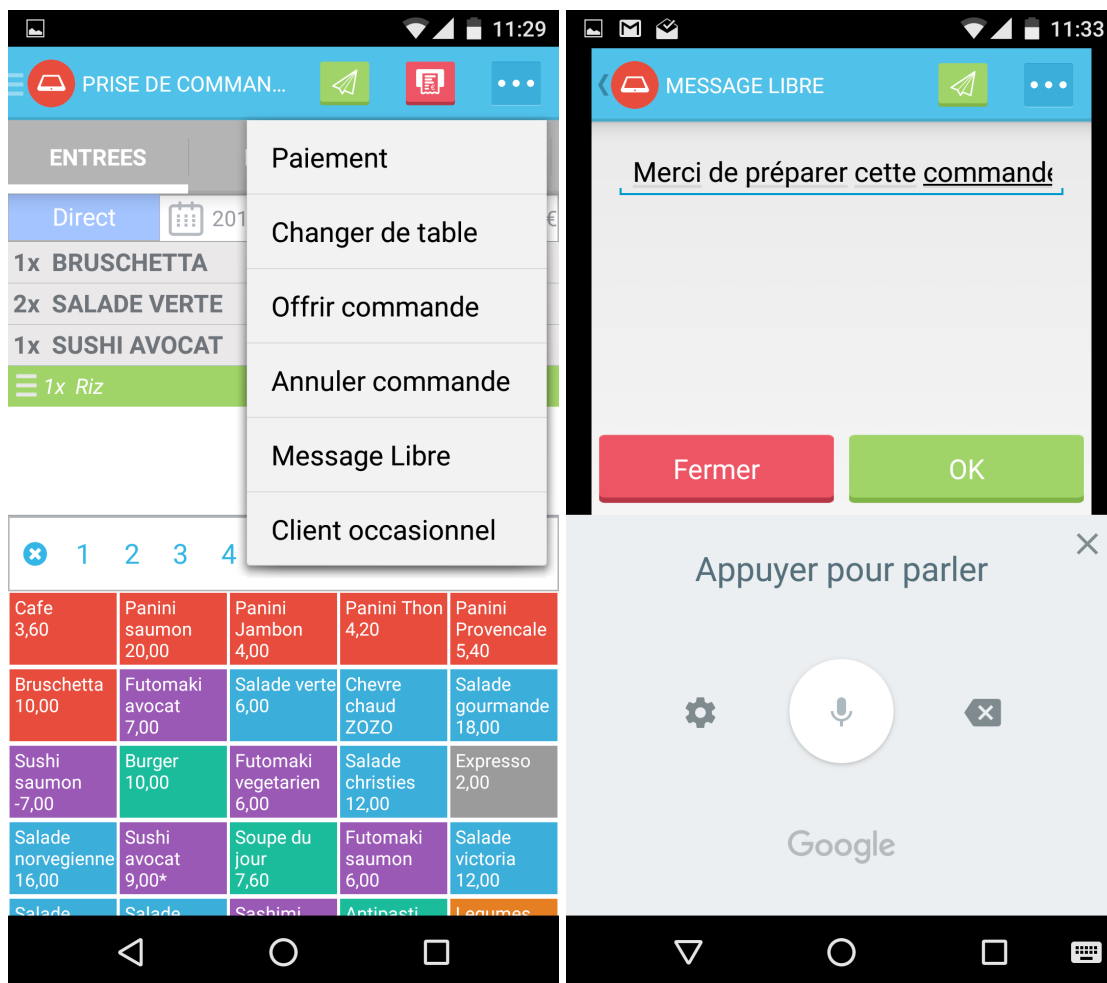 11:29
PRISE DE COMMAN...
ENTREES
Paiement
Changer de table
Offrir commande
Annuler commande
Message Libre
Client occasionnel
Direct
201
€
1x BRUSCHETTA
2x SALADE VERTE
1x SUSHI AVOCAT
1x Riz
1 2 3 4
Cafe
3,60
Panini
saumon
20,00
Panini
Jambon
4,00
Panini Thon
4,20
Panini
Provencale
5,40
Bruschetta
10,00
Futomaki
avocat
7,00
Salade verte
6,00
Chevre
chaud
ZOZO
Salade
gourmande
18,00
Sushi
saumon
-7,00
Burger
10,00
Futomaki
vegetarien
6,00
Salade
christies
12,00
Expresso
2,00
Salade
norvegienne
16,00
Sushi
avocat
9,00*
Soupe du
jour
7,60
Futomaki
saumon
6,00
Salade
victoria
12,00
Salade
Salade
Sashimi
Antipasti
Legumes
11:33
MESSAGE LIBRE
Merci de préparer cette commande
Fermer
OK
Appuyer pour parler
Google